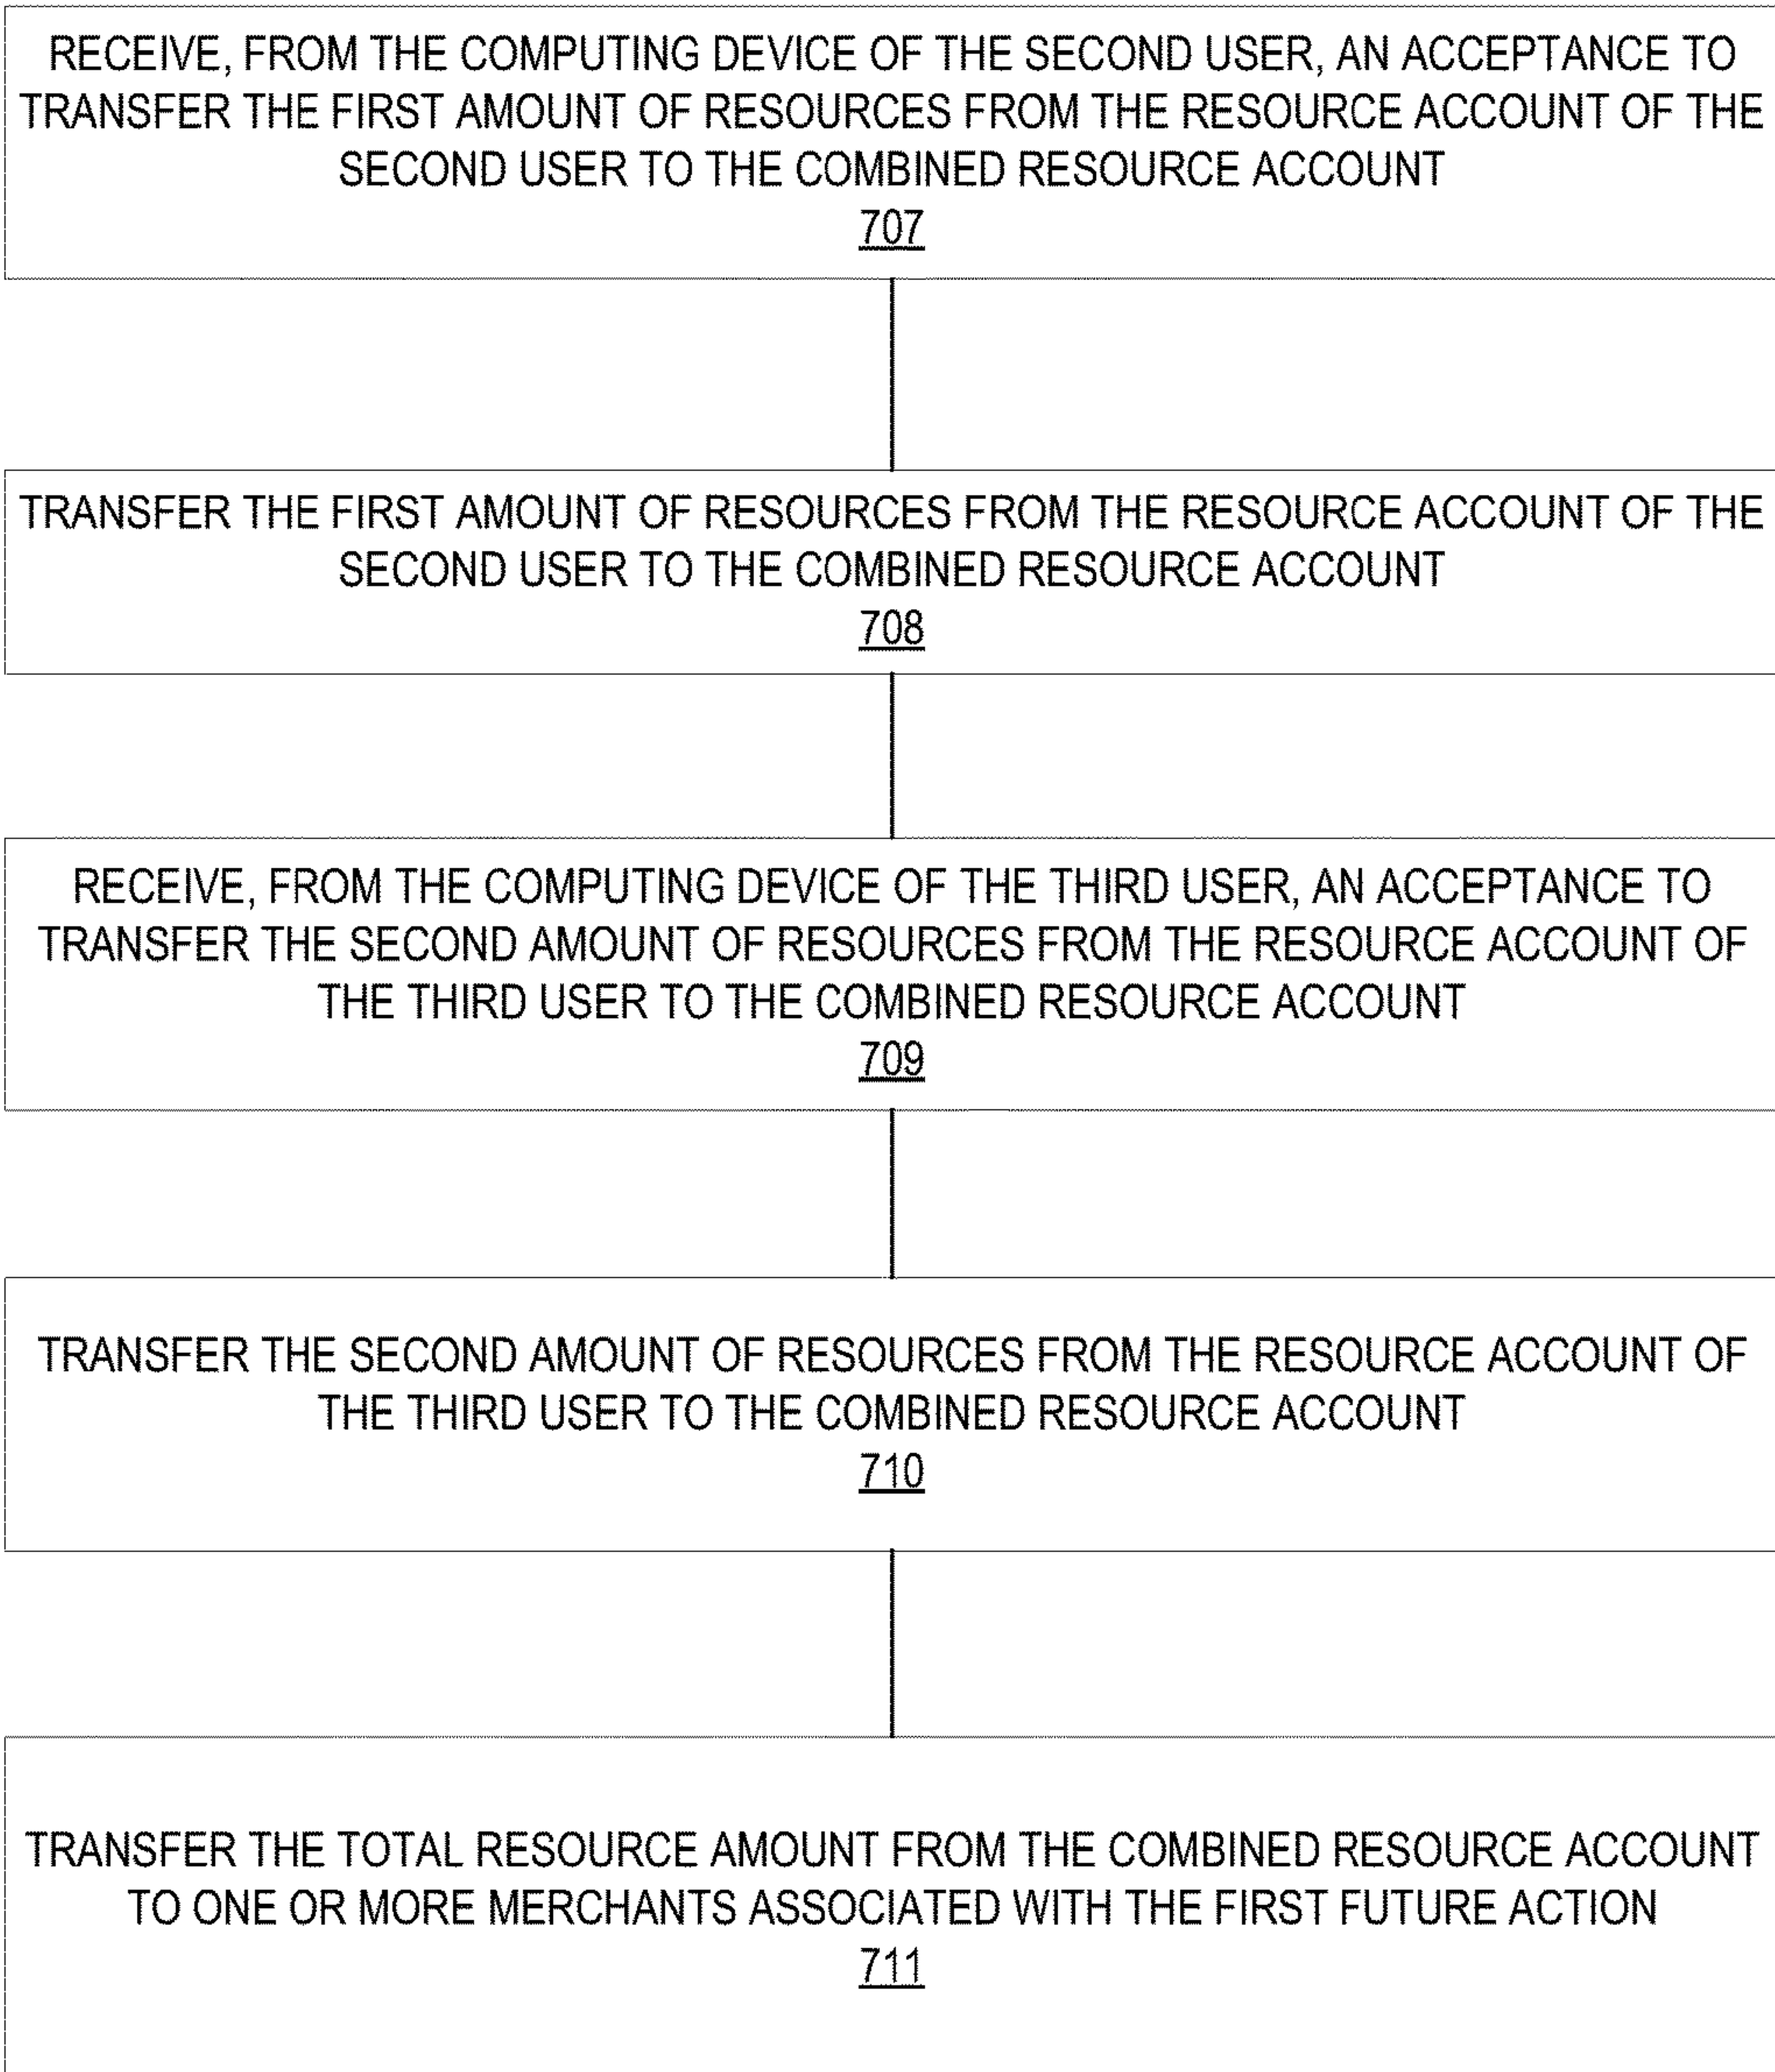 RECEIVE, FROM THE COMPUTING DEVICE OF THE SECOND USER, AN ACCEPTANCE TO
TRANSFER THE FIRST AMOUNT OF RESOURCES FROM THE RESOURCE ACCOUNT OF THE
SECOND USER TO THE COMBINED RESOURCE ACCOUNT
707
TRANSFER THE FIRST AMOUNT OF RESOURCES FROM THE RESOURCE ACCOUNT OF THE
SECOND USER TO THE COMBINED RESOURCE ACCOUNT
708
RECEIVE, FROM THE COMPUTING DEVICE OF THE THIRD USER, AN ACCEPTANCE TO
TRANSFER THE SECOND AMOUNT OF RESOURCES FROM THE RESOURCE ACCOUNT OF
THE THIRD USER TO THE COMBINED RESOURCE ACCOUNT
709
TRANSFER THE SECOND AMOUNT OF RESOURCES FROM THE RESOURCE ACCOUNT OF
THE THIRD USER TO THE COMBINED RESOURCE ACCOUNT
710
TRANSFER THE TOTAL RESOURCE AMOUNT FROM THE COMBINED RESOURCE ACCOUNT
TO ONE OR MORE MERCHANTS ASSOCIATED WITH THE FIRST FUTURE ACTION
711